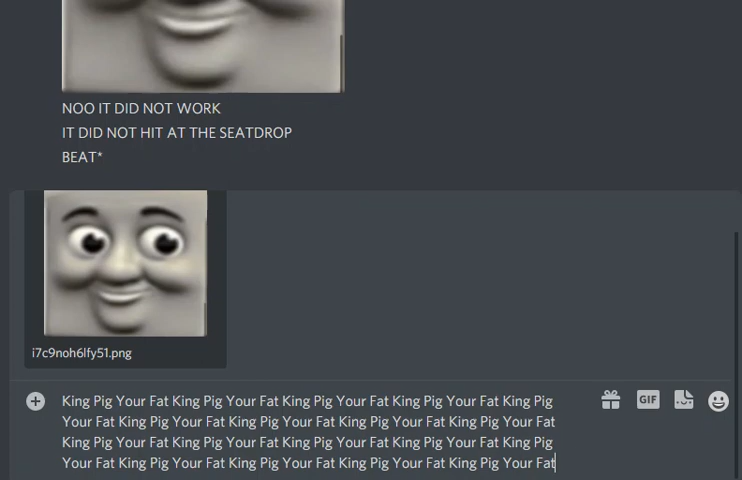 NOO IT DID NOT WORK
IT DID NOT HIT AT THE SEATDROP
BEAT*
i7c9noh6lfy51.png
GIF
King Pig Your Fat King Pig Your Fat King Pig Your Fat King Pig Your Fat King Pig
Your Fat King Pig Your Fat King Pig Your Fat King Pig Your Fat King Pig Your Fat
King Pig Your Fat King Pig Your Fat King Pig Your Fat King Pig Your Fat King Pig
Your Fat King Pig Your Fat King Pig Your Fat King Pig Your Fat King Pig Your Fat